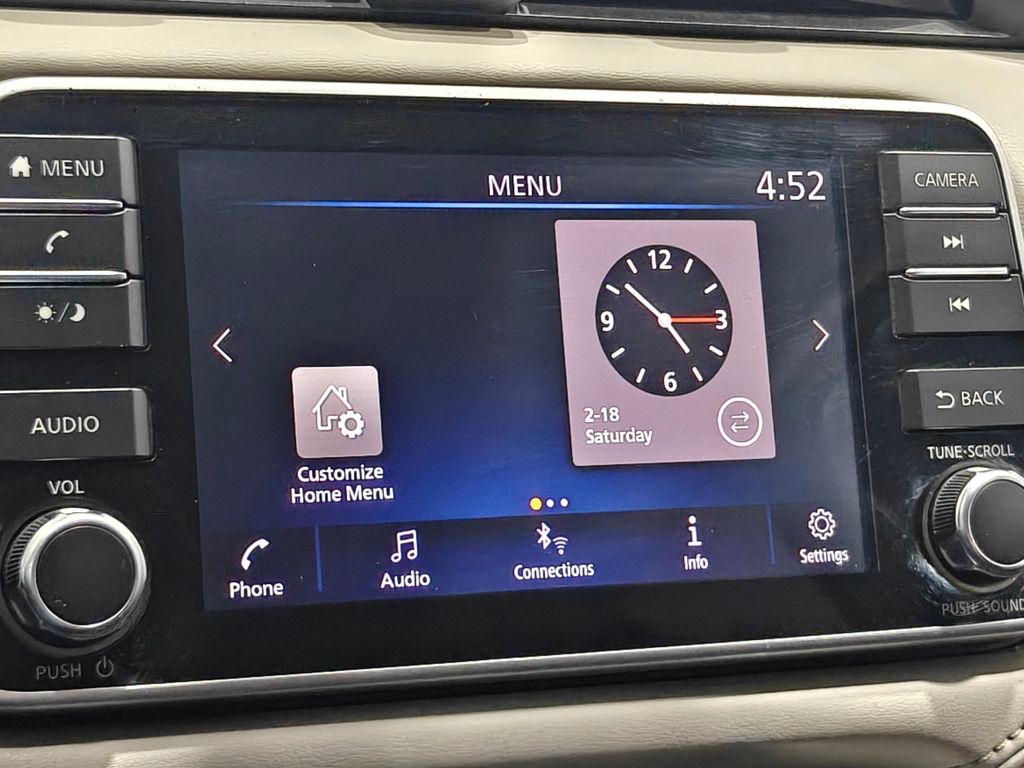 MENU
MENU
4:52
CAMERA
12
9
3
6
2-18
Saturday
AUDIO
BACK
Customize
Home Menu
VOL
TUNE·SCROLL
Phone
Audio
Connections
Info
Settings
PUSH
PUSH SOUND